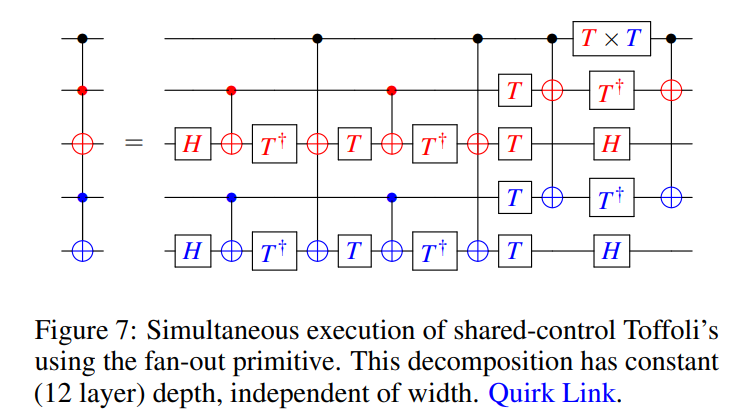 T × T
T T†
= H T† T T† T H
T T†
H T† T T† T H
Figure 7: Simultaneous execution of shared-control Toffoli's
using the fan-out primitive. This decomposition has constant
(12 layer) depth, independent of width. Quirk Link.